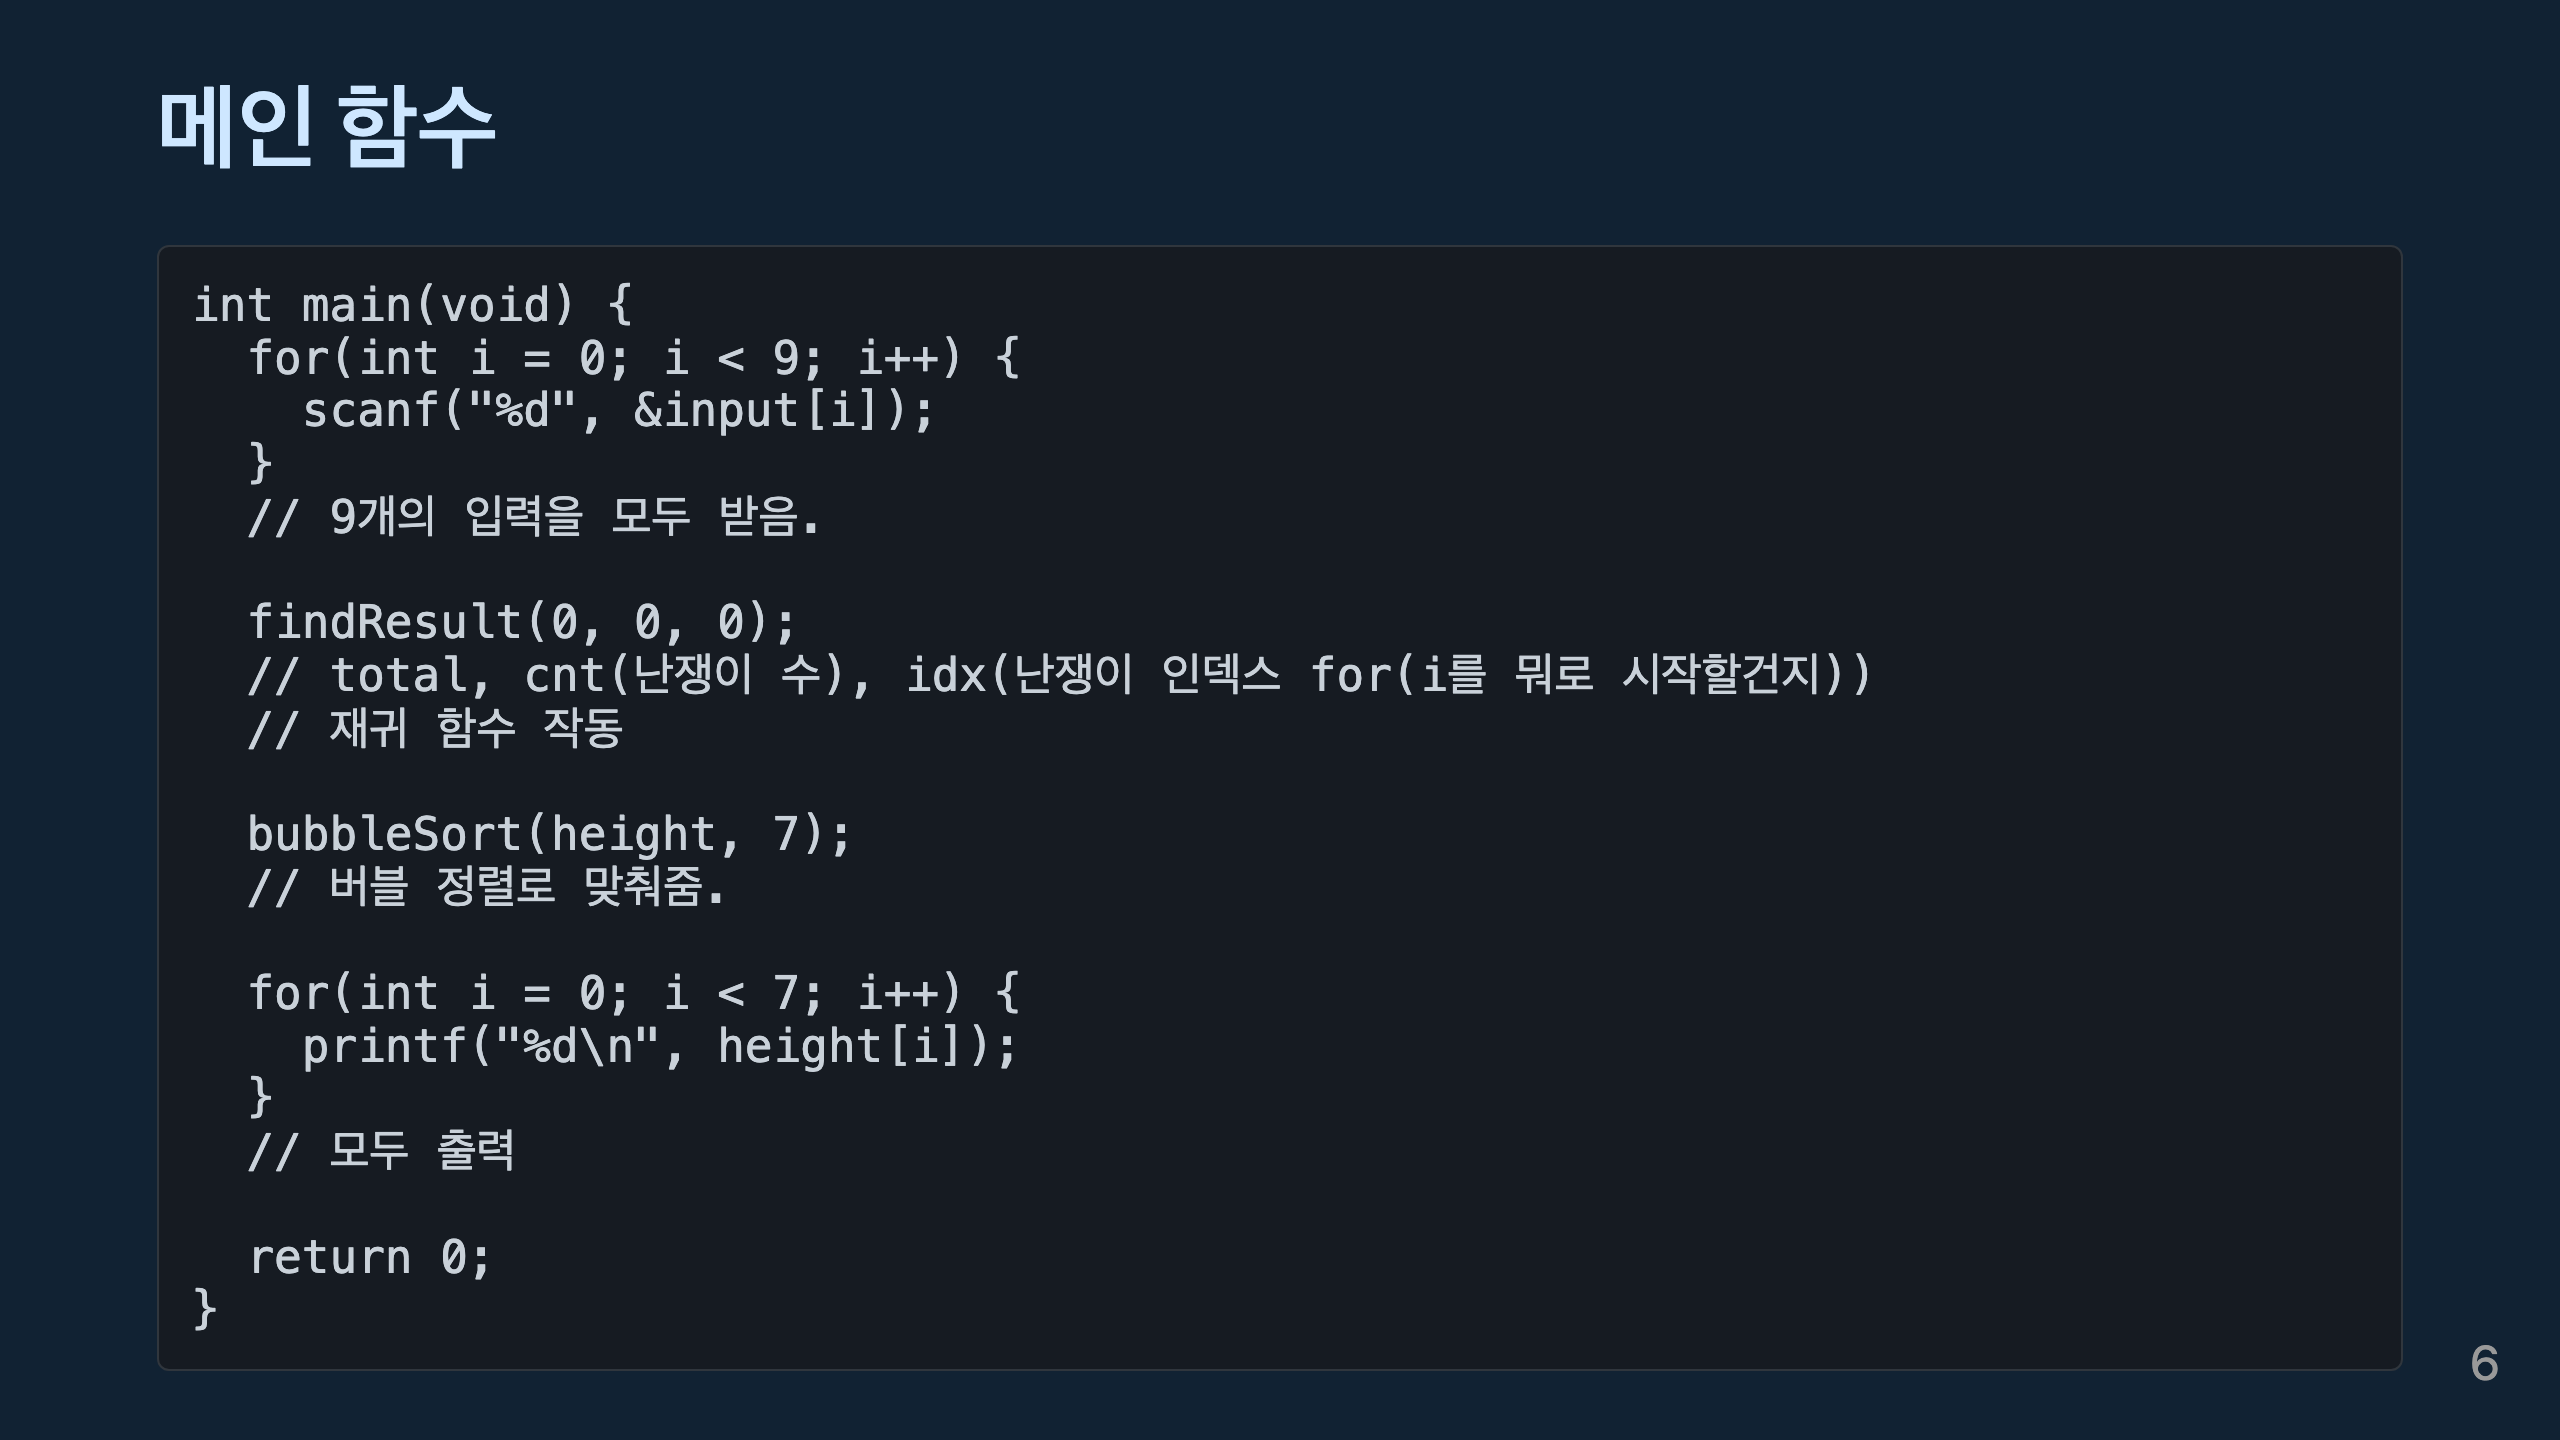 메인 함수
int main(void) {
  for(int i = 0; i < 9; i++) {
    scanf("%d", &input[i]);
  }
  // 9개의 입력을 모두 받음.

  findResult(0, 0, 0);
  // total, cnt(난쟁이 수), idx(난쟁이 인덱스 for(i를 뭐로 시작할건지))
  // 재귀 함수 작동

  bubbleSort(height, 7);
  // 버블 정렬로 맞춰줌.

  for(int i = 0; i < 7; i++) {
    printf("%d\n", height[i]);
  }
  // 모두 출력

  return 0;
}
6